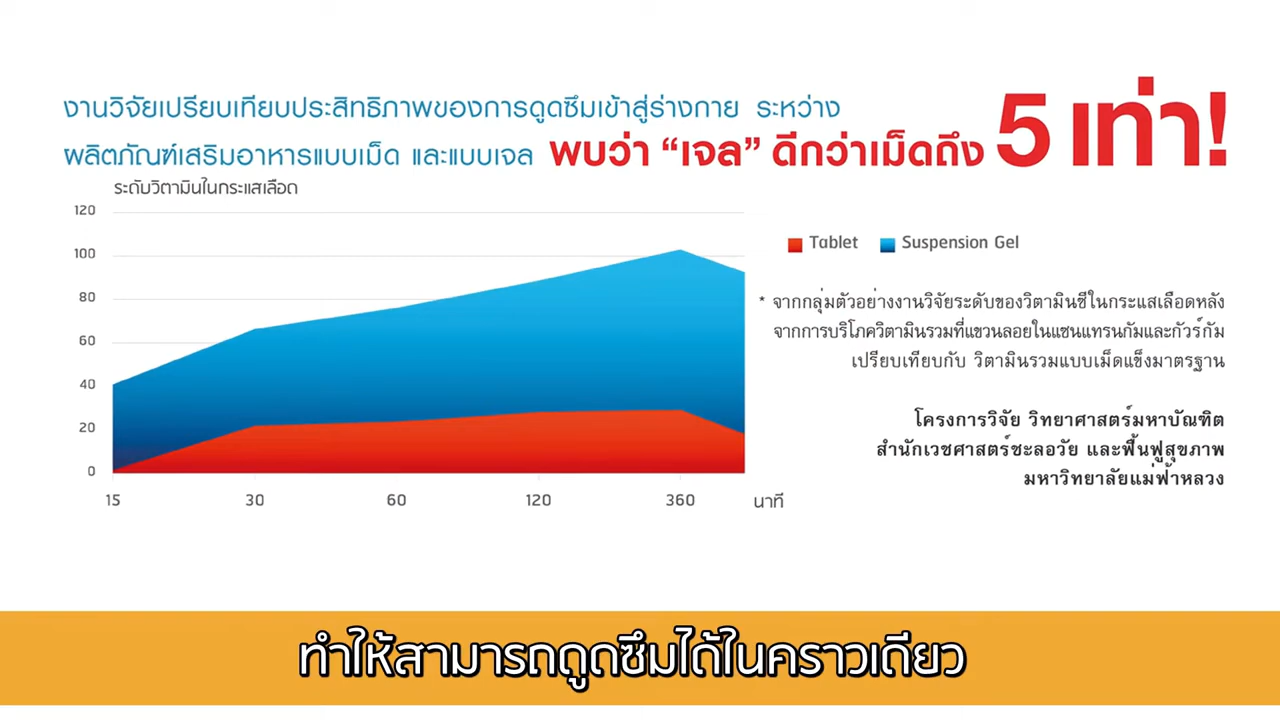 งานวิจัยเปรียบเทียบประสิทธิภาพของการดูดซึมเข้าสู่ร่างกาย ระหว่าง
ผลิตภัณฑ์เสริมอาหารแบบเม็ด และแบบเจล พบว่า “เจล” ดีกว่าเม็ดถึง 5 เท่า!
ระดับวิตามินในกระแสเลือด
120
100
80
60
40
20
0
15 30 60 120 360 นาที
Tablet Suspension Gel
* จากกลุ่มตัวอย่างงานวิจัยระดับของวิตามินซีในกระแสเลือดหลัง
จากการบริโภควิตามินรวมที่แขวนลอยในแซนแทรนกัมและกัวร์กัม
เปรียบเทียบกับ วิตามินรวมแบบเม็ดแข็งมาตรฐาน
โครงการวิจัย วิทยาศาสตร์มหาบัณฑิต
สำนักเวชศาสตร์ชะลอวัย และฟื้นฟูสุขภาพ
มหาวิทยาลัยแม่ฟ้าหลวง
ทำให้สามารถดูดซึมได้ในคราวเดียว